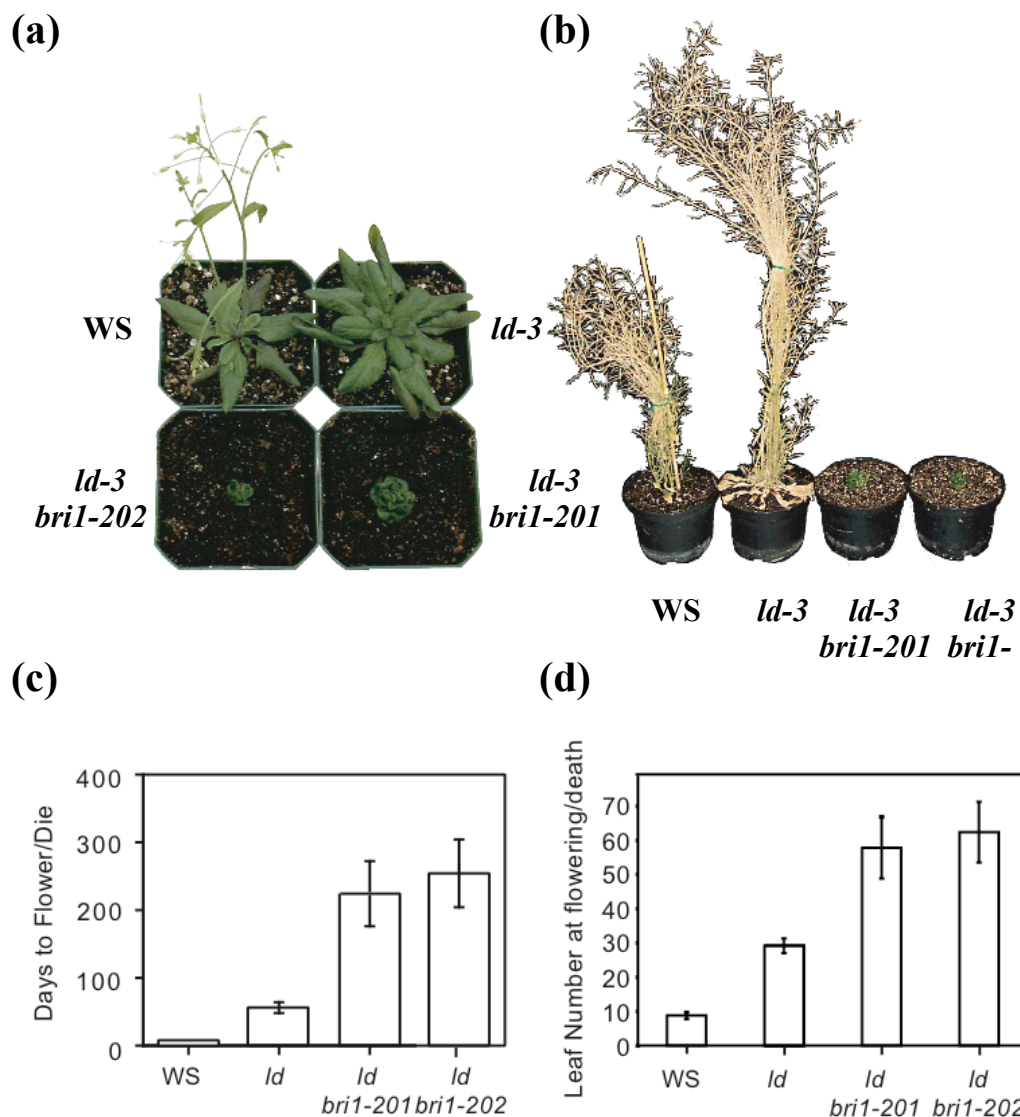 (a)
(b)
WS
ld-3
ld-3
bri1-202
ld-3
bri1-201
WS
ld-3
ld-3
bri1-201
ld-3
bri1-
(c)
Days to Flower/Die
400
300
200
100
0
WS
ld
ld
bri1-201
ld
bri1-202
(d)
Leaf Number at flowering/death
70
60
50
40
30
20
10
0
WS
ld
ld
bri1-201
ld
bri1-202